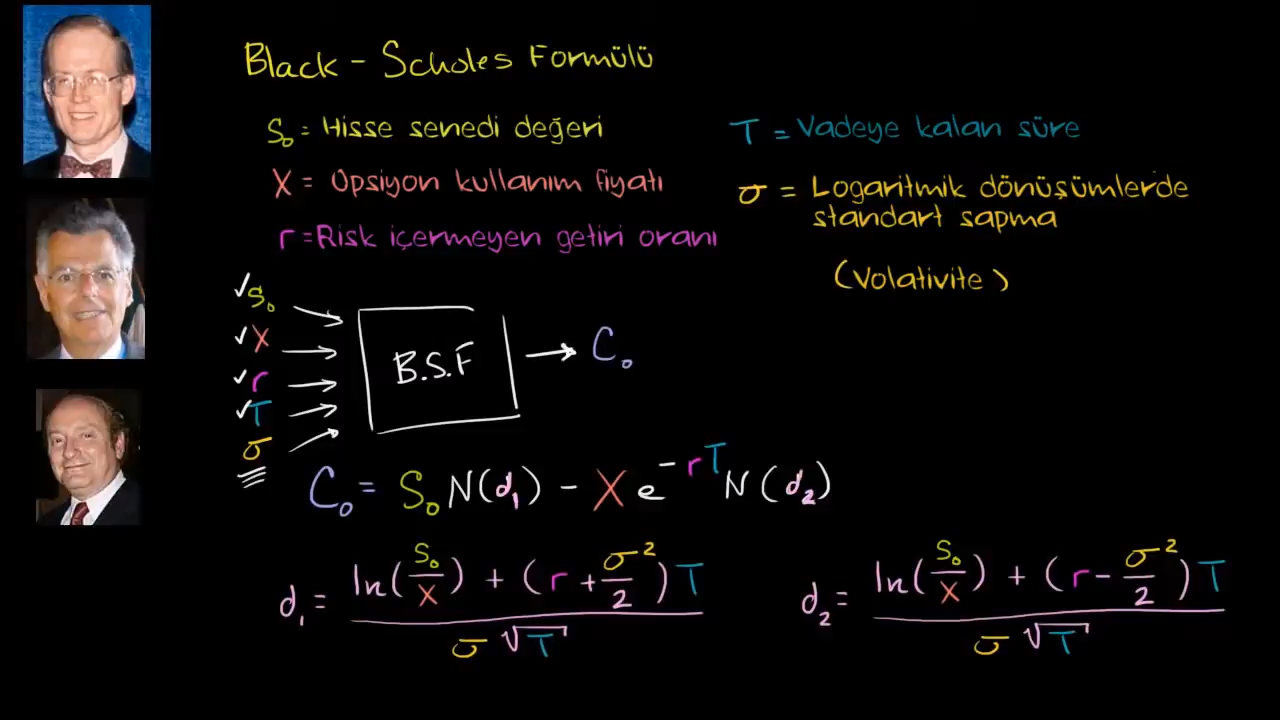 Black - Scholes Formülü
S₀ = Hisse senedi değeri
X = Opsiyon kullanım fiyatı
r = Risk içermeyen getiri oranı
T = Vadeye kalan süre
σ = Logaritmik dönüşümlerde
standart sapma
(Volativite)
✓ S₀
✓ X
✓ r
✓ T
σ
B.S.F
C₀
C₀ = S₀ N(d₁) - X e^(-rT) N(d₂)
d₁ = (ln(S₀/X) + (r + σ²/2) T) / (σ √T)
d₂ = (ln(S₀/X) + (r - σ²/2) T) / (σ √T)